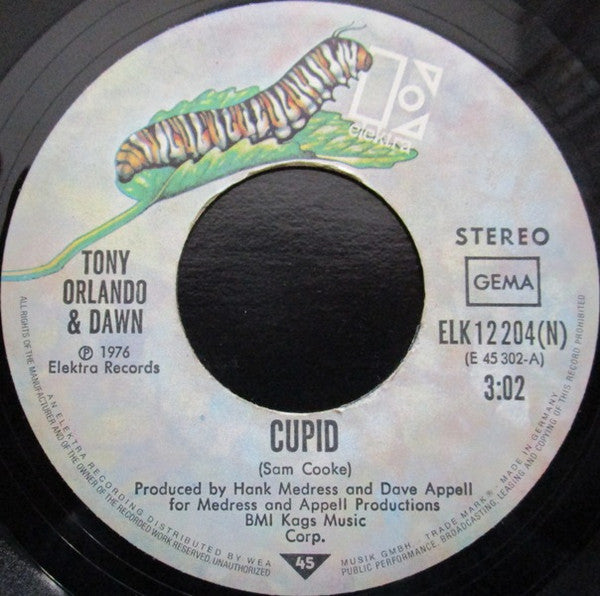 elektra
STEREO
GEMA
TONY
ORLANDO
& DAWN
℗ 1976
Elektra Records
ELK 12 204 (N)
(E 45 302-A)
3:02
CUPID
(Sam Cooke)
Produced by Hank Medress and Dave Appell
for Medress and Appell Productions
BMI Kags Music
Corp.
45
AN ELEKTRA RECORDING DISTRIBUTED BY WEA MUSIK GMBH · TRADE MARK® · MADE IN GERMANY
ALL RIGHTS OF THE MANUFACTURER AND OF THE OWNER OF THE RECORDED WORK RESERVED. UNAUTHORIZED PUBLIC PERFORMANCE, BROADCASTING, LEASING AND COPYING OF THIS RECORD PROHIBITED